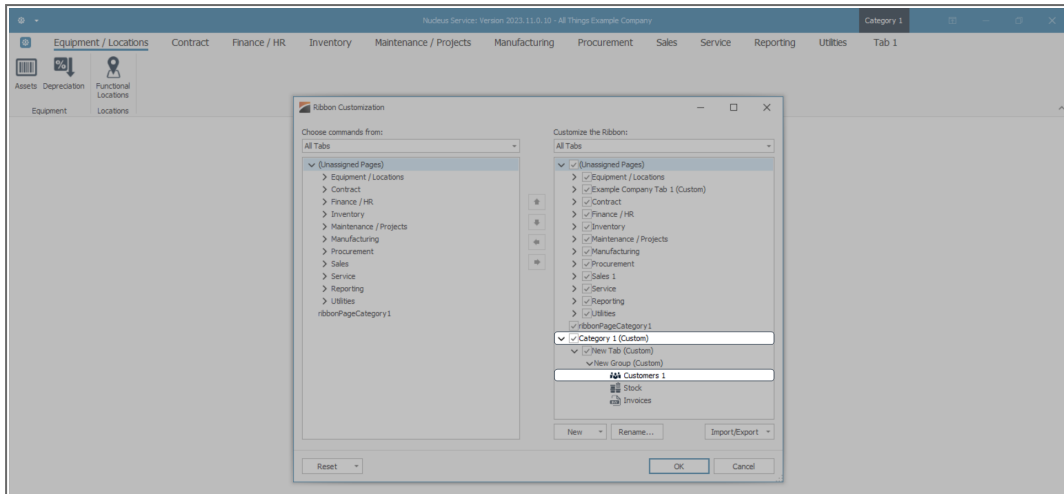 Nucleus Service: Version 2023.11.0.10 - All Things Example Company
Category 1
Equipment / Locations Contract Finance / HR Inventory Maintenance / Projects Manufacturing Procurement Sales Service Reporting Utilities Tab 1
Assets Depreciation Functional
Locations
Equipment Locations
Ribbon Customization
Choose commands from:
All Tabs
(Unassigned Pages)
Equipment / Locations
Contract
Finance / HR
Inventory
Maintenance / Projects
Manufacturing
Procurement
Sales
Service
Reporting
Utilities
ribbonPageCategory1
Customize the Ribbon:
All Tabs
(Unassigned Pages)
Equipment / Locations
Example Company Tab 1 (Custom)
Contract
Finance / HR
Inventory
Maintenance / Projects
Manufacturing
Procurement
Sales 1
Service
Reporting
Utilities
ribbonPageCategory1
Category 1 (Custom)
New Tab (Custom)
New Group (Custom)
Customers 1
Stock
Invoices
New Rename... Import/Export
Reset OK Cancel